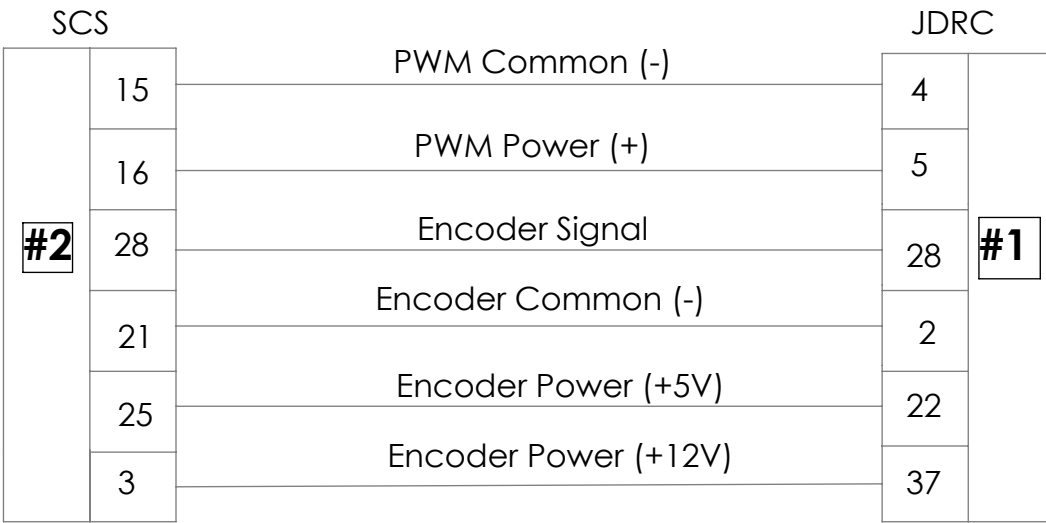 SCS JDRC
15 PWM Common (-) 4
16 PWM Power (+) 5
#2 28 Encoder Signal 28 #1
21 Encoder Common (-) 2
25 Encoder Power (+5V) 22
3 Encoder Power (+12V) 37